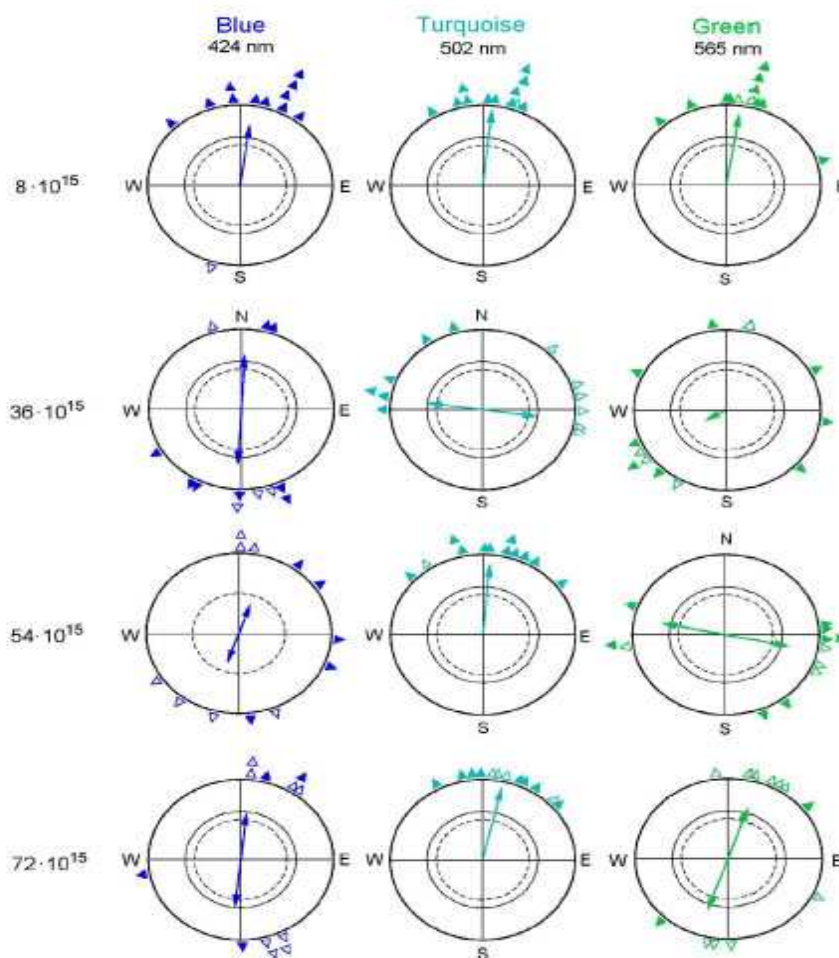 Blue Turquoise Green
424 nm 502 nm 565 nm
8·10¹⁵ W E W E W
S S S
N N
36·10¹⁵ W E W E W E
S S
N
54·10¹⁵ W E W E W
S S
72·10¹⁵ W E W E W E
S